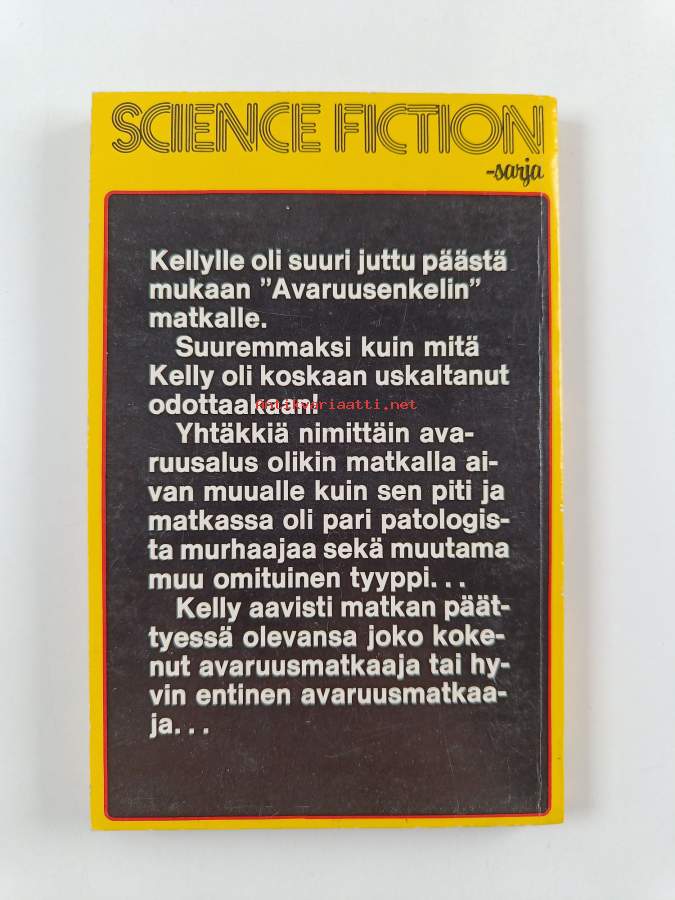 SCIENCE FICTION
-sarja
Kellylle oli suuri juttu päästä
mukaan ”Avaruusenkelin”
matkalle.
Suuremmaksi kuin mitä
Kelly oli koskaan uskaltanut
odottaakaan!
antikvariaatti.net
Yhtäkkiä nimittäin ava-
ruusalus olikin matkalla ai-
van muualle kuin sen piti ja
matkassa oli pari patologis-
ta murhaajaa sekä muutama
muu omituinen tyyppi...
Kelly aavisti matkan päät-
tyessä olevansa joko koke-
nut avaruusmatkaaja tai hy-
vin entinen avaruusmatkaa-
ja...